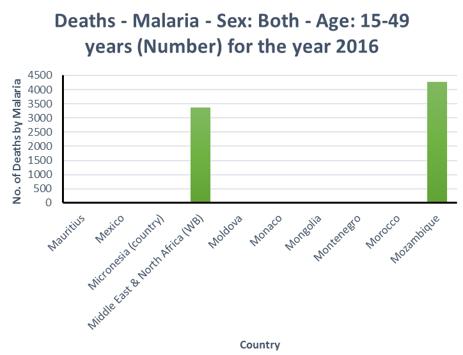 Deaths - Malaria - Sex: Both - Age: 15-49
years (Number) for the year 2016
No. of Deaths by Malaria
4500
4000
3500
3000
2500
2000
1500
1000
500
0
Mauritius
Mexico
Micronesia (country)
Middle East & North Africa (WB)
Moldova
Monaco
Mongolia
Montenegro
Morocco
Mozambique
Country